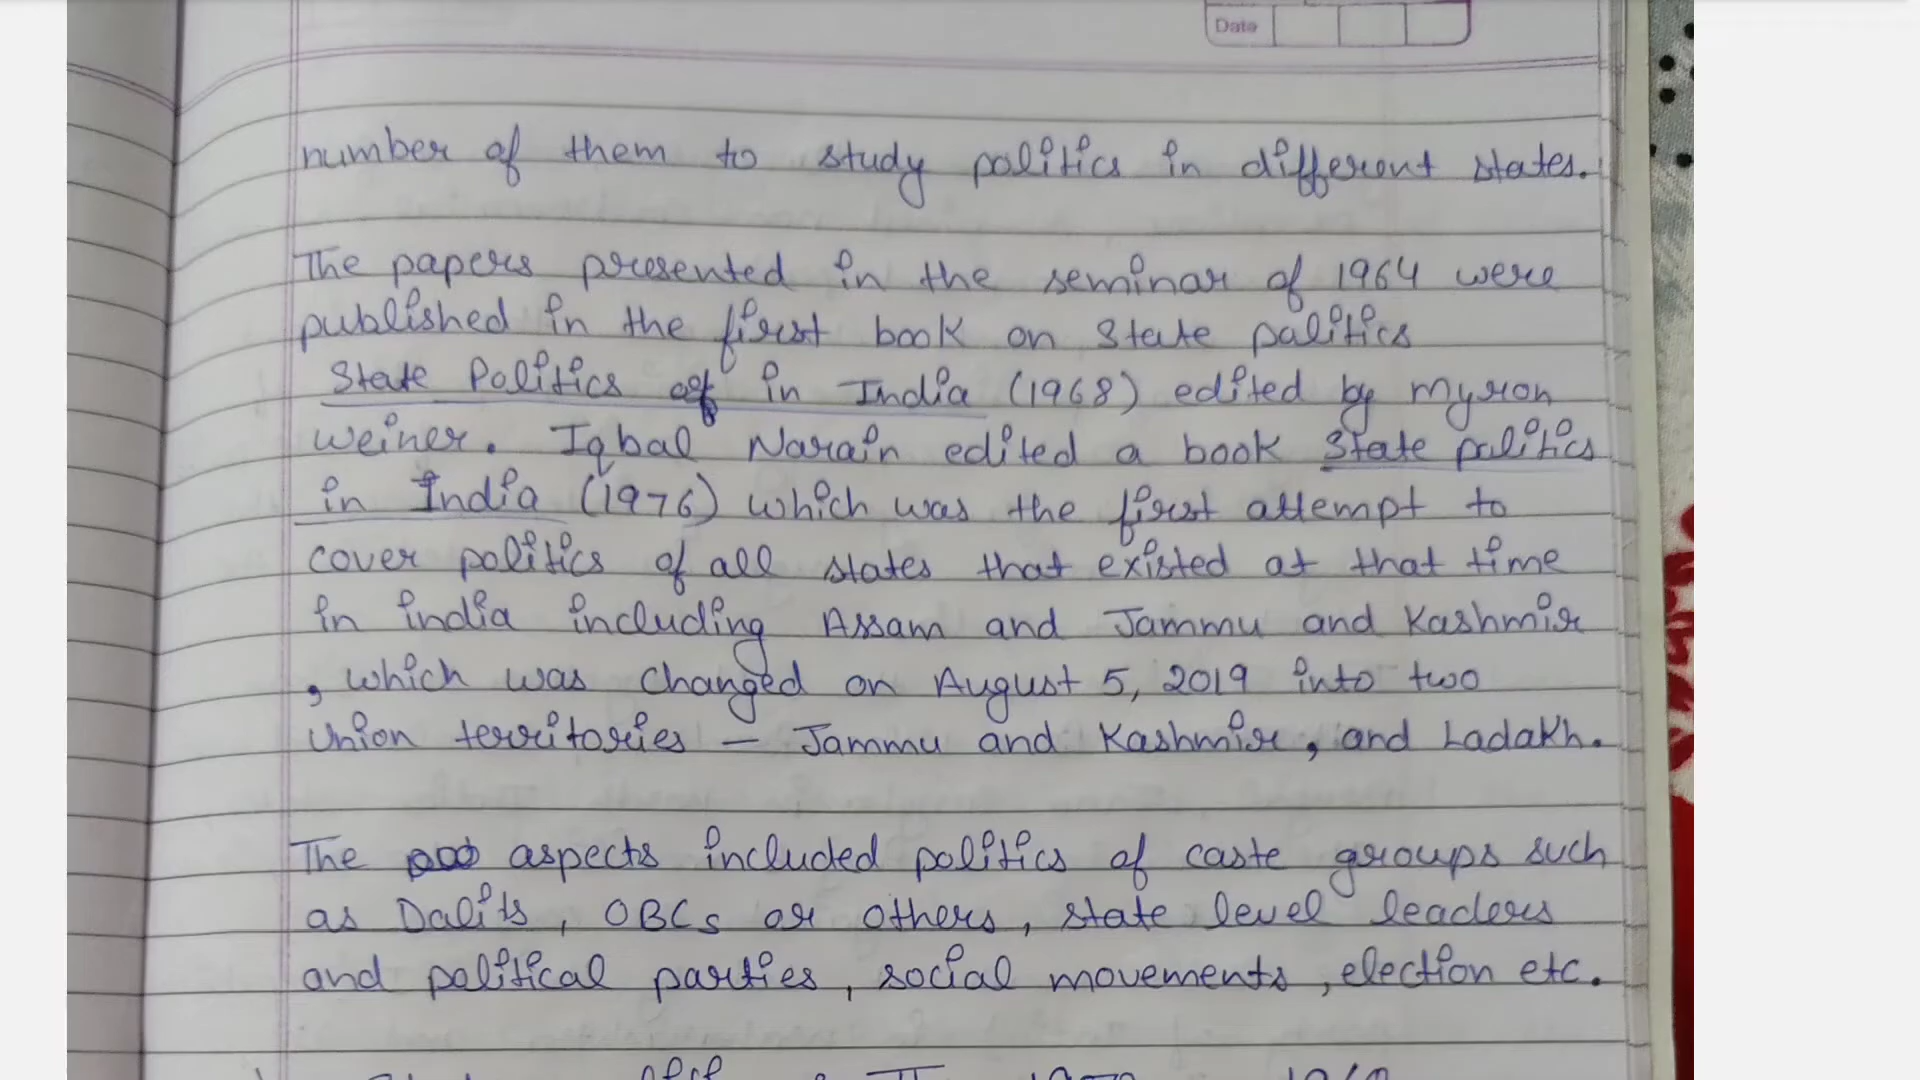 Date
number of them to study politics in different states.
The papers presented in the seminar of 1964 were
published in the first book on State politics
State Politics in India (1968) edited by Myron
Weiner. Iqbal Narain edited a book State politics
in India (1976) which was the first attempt to
cover politics of all states that existed at that time
in india including Assam and Jammu and Kashmir
, which was changed on August 5, 2019 into two
Union territories — Jammu and Kashmir, and Ladakh.
The aspects included politics of caste groups such
as Dalits, OBCs or others, state level leaders
and political parties, social movements, election etc.